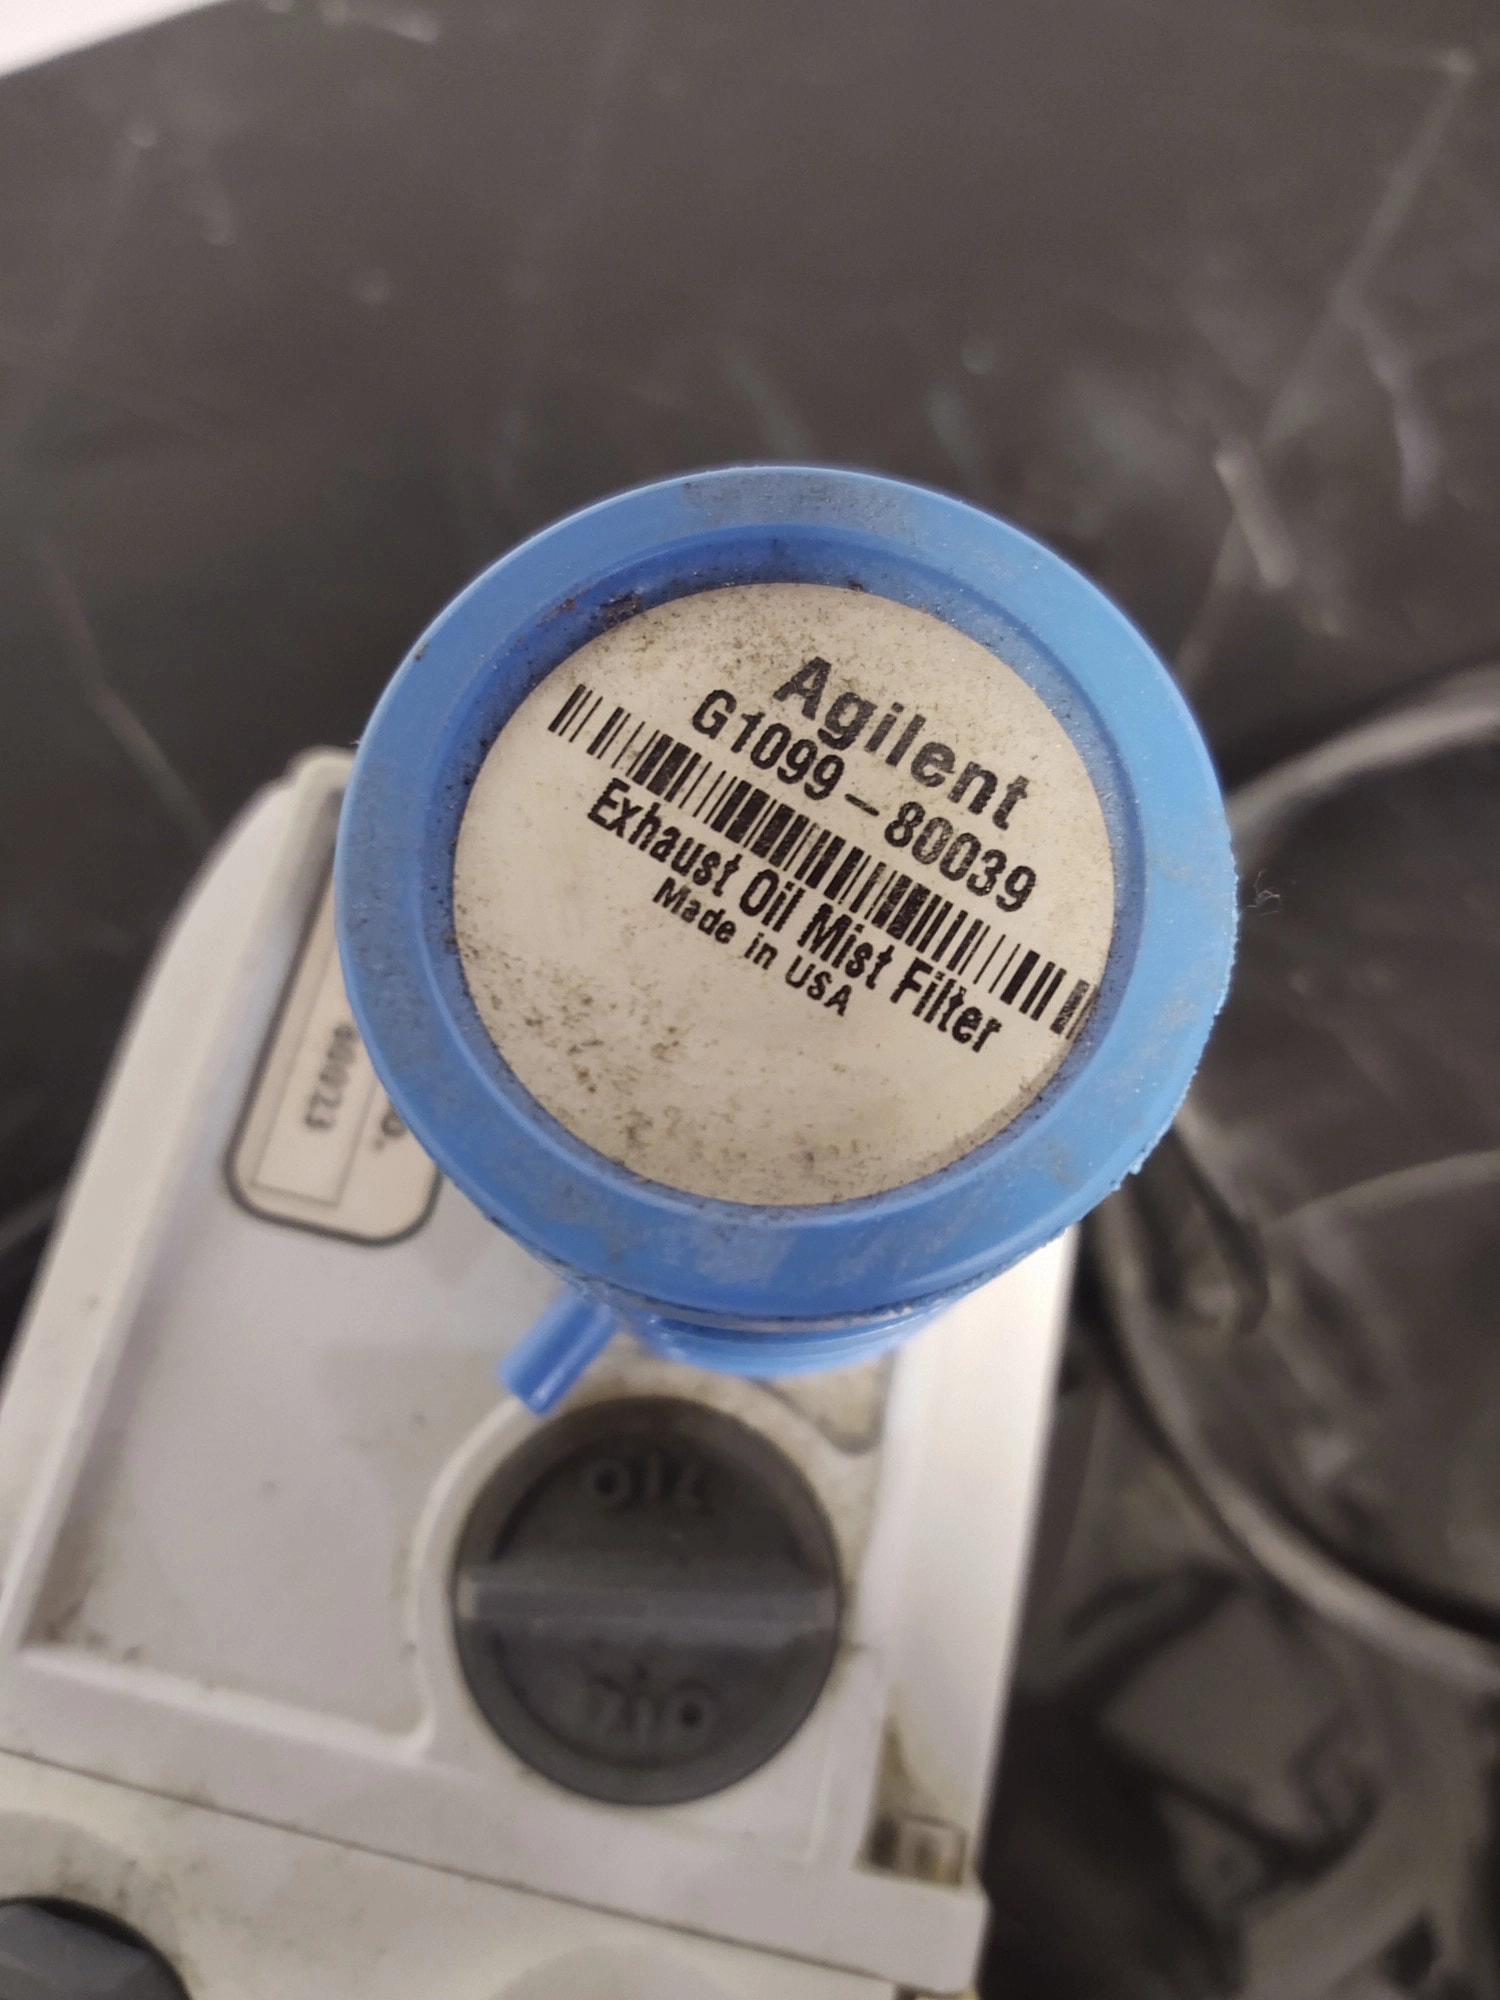 Agilent
G1099-80039
Exhaust Oil Mist Filter
Made in USA
OIL
OIL